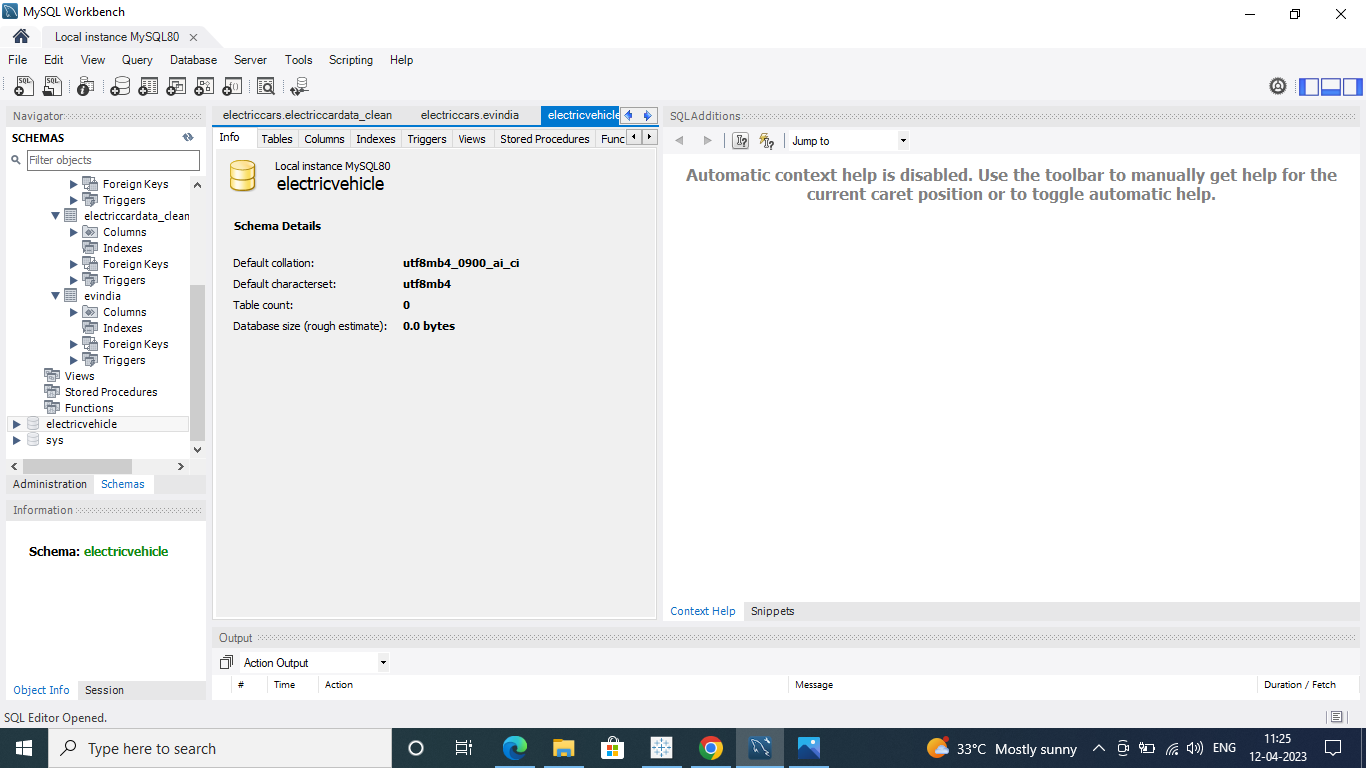 MySQL Workbench
Local instance MySQL80
File Edit View Query Database Server Tools Scripting Help
Navigator
SCHEMAS
Filter objects
Foreign Keys
Triggers
electriccardata_clean
Columns
Indexes
Foreign Keys
Triggers
evindia
Columns
Indexes
Foreign Keys
Triggers
Views
Stored Procedures
Functions
electricvehicle
sys
Administration Schemas
Information
Schema: electricvehicle
Object Info Session
electriccars.electriccardata_clean electriccars.evindia electricvehicle
Info Tables Columns Indexes Triggers Views Stored Procedures Func
Local instance MySQL80
electricvehicle
Schema Details
Default collation: utf8mb4_0900_ai_ci
Default characterset: utf8mb4
Table count: 0
Database size (rough estimate): 0.0 bytes
SQLAdditions
Jump to
Automatic context help is disabled. Use the toolbar to manually get help for the
current caret position or to toggle automatic help.
Context Help Snippets
Output
Action Output
# Time Action Message Duration / Fetch
SQL Editor Opened.
Type here to search
33°C Mostly sunny
ENG
11:25
12-04-2023